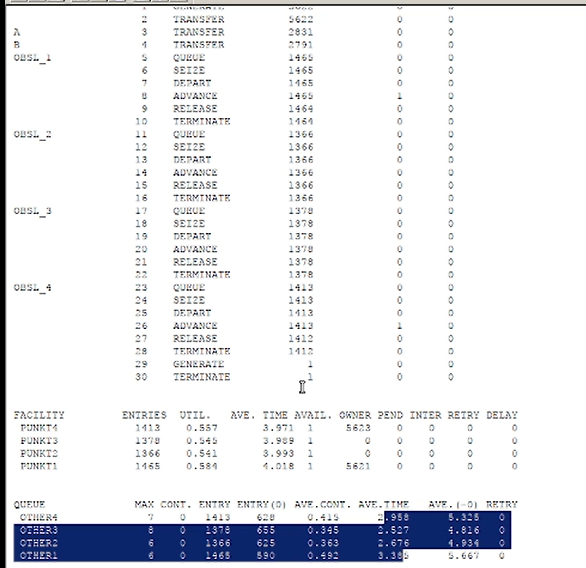 1 GENERATE 5622 0 0
2 TRANSFER 5622 0 0
A 3 TRANSFER 2831 0 0
B 4 TRANSFER 2791 0 0
OBSL_1 5 QUEUE 1465 0 0
6 SEIZE 1465 0 0
7 DEPART 1465 0 0
8 ADVANCE 1465 1 0
9 RELEASE 1464 0 0
10 TERMINATE 1464 0 0
OBSL_2 11 QUEUE 1366 0 0
12 SEIZE 1366 0 0
13 DEPART 1366 0 0
14 ADVANCE 1366 0 0
15 RELEASE 1366 0 0
16 TERMINATE 1366 0 0
OBSL_3 17 QUEUE 1378 0 0
18 SEIZE 1378 0 0
19 DEPART 1378 0 0
20 ADVANCE 1378 0 0
21 RELEASE 1378 0 0
22 TERMINATE 1378 0 0
OBSL_4 23 QUEUE 1413 0 0
24 SEIZE 1413 0 0
25 DEPART 1413 0 0
26 ADVANCE 1413 1 0
27 RELEASE 1412 0 0
28 TERMINATE 1412 0 0
29 GENERATE 1 0 0
30 TERMINATE 1 0 0
FACILITY ENTRIES UTIL. AVE. TIME AVAIL. OWNER PEND INTER RETRY DELAY
PUNKT4 1413 0.557 3.971 1 5623 0 0 0 0
PUNKT3 1378 0.545 3.989 1 0 0 0 0 0
PUNKT2 1366 0.541 3.993 1 0 0 0 0 0
PUNKT1 1465 0.584 4.018 1 5621 0 0 0 0
QUEUE MAX CONT. ENTRY ENTRY(0) AVE.CONT. AVE.TIME AVE.(-0) RETRY
OTHER4 7 0 1413 628 0.415 2.958 5.325 0
OTHER3 8 0 1378 655 0.345 2.527 4.816 0
OTHER2 6 0 1366 625 0.363 2.676 4.934 0
OTHER1 6 0 1465 590 0.492 3.385 5.667 0